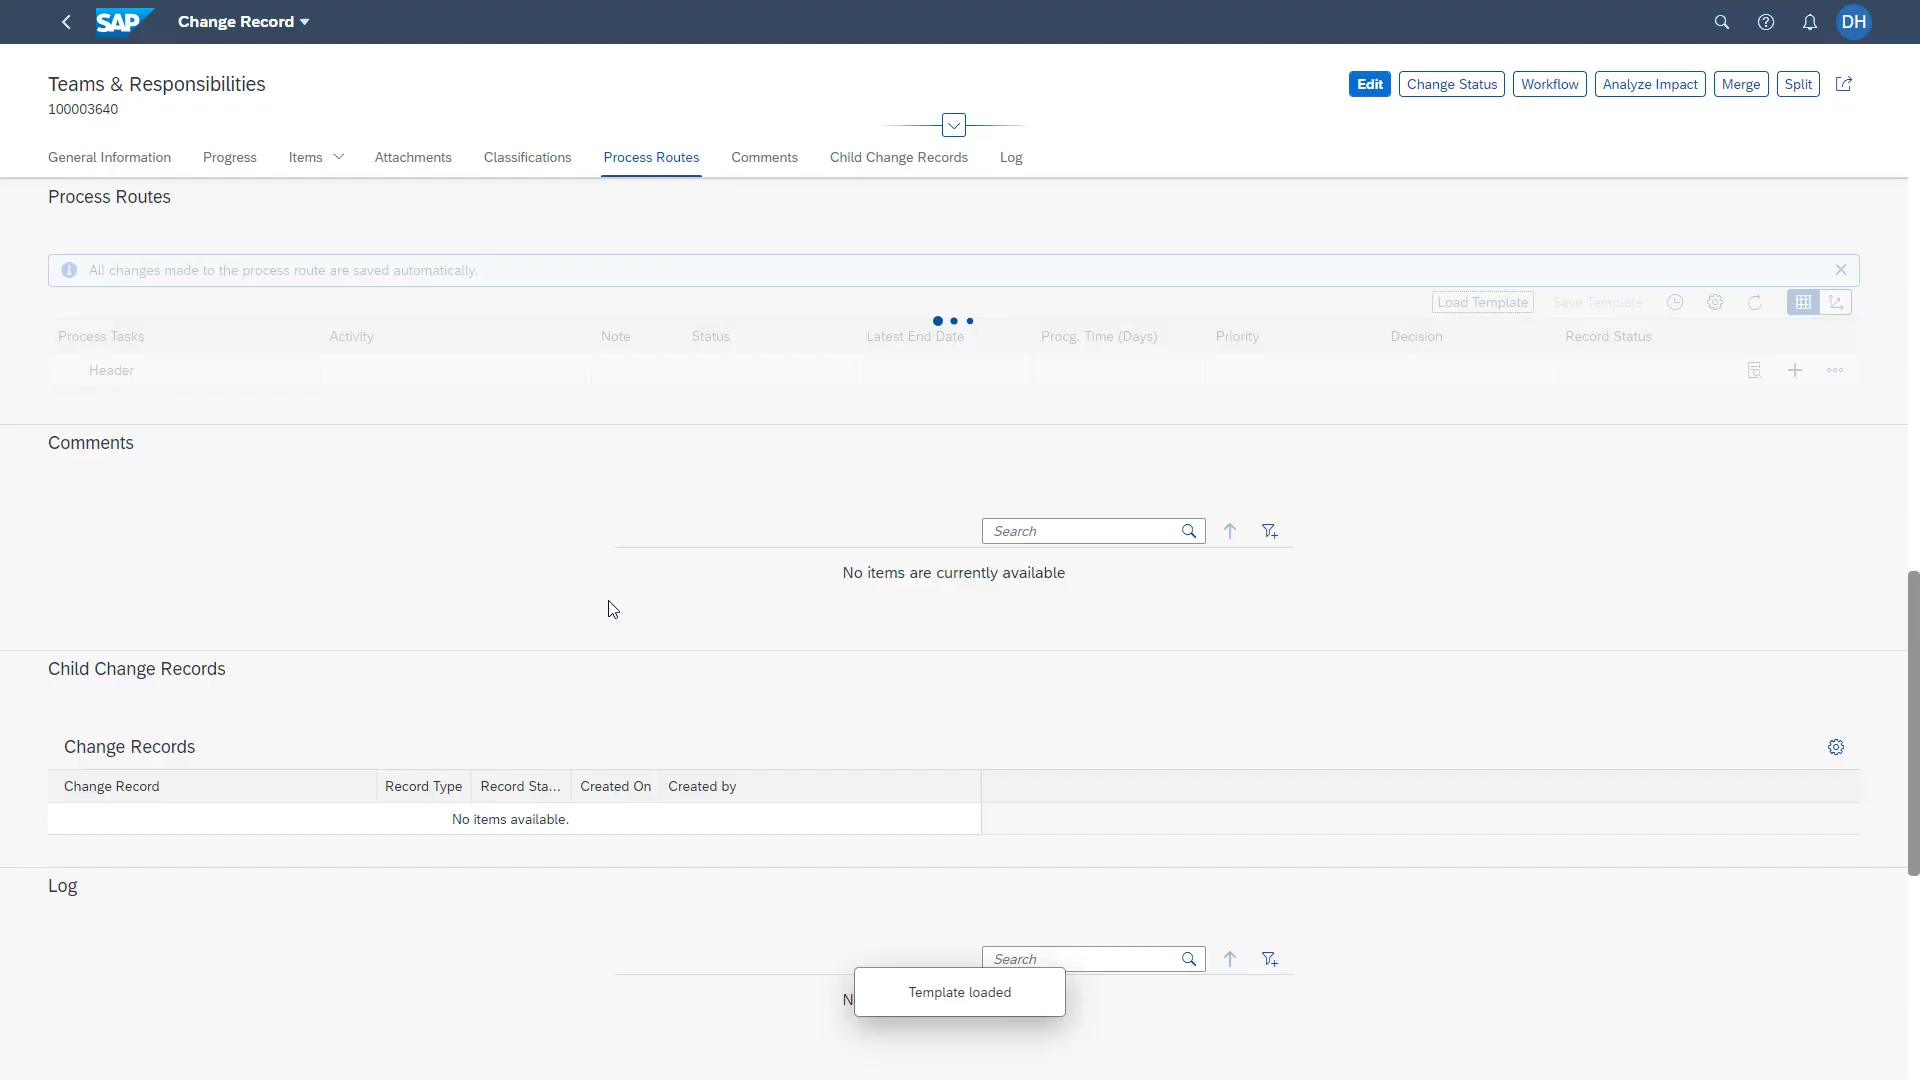 SAP Change Record DH
Teams & Responsibilities
Edit Change Status Workflow Analyze Impact Merge Split
100003640
General Information Progress Items Attachments Classifications Process Routes Comments Child Change Records Log
Process Routes
All changes made to the process route are saved automatically.
Load Template Save Template
Process Tasks Activity Note Status Latest End Date Procg. Time (Days) Priority Decision Record Status
Header
Comments
Search
No items are currently available
Child Change Records
Change Records
Change Record Record Type Record Sta... Created On Created by
No items available.
Log
Search
Template loaded